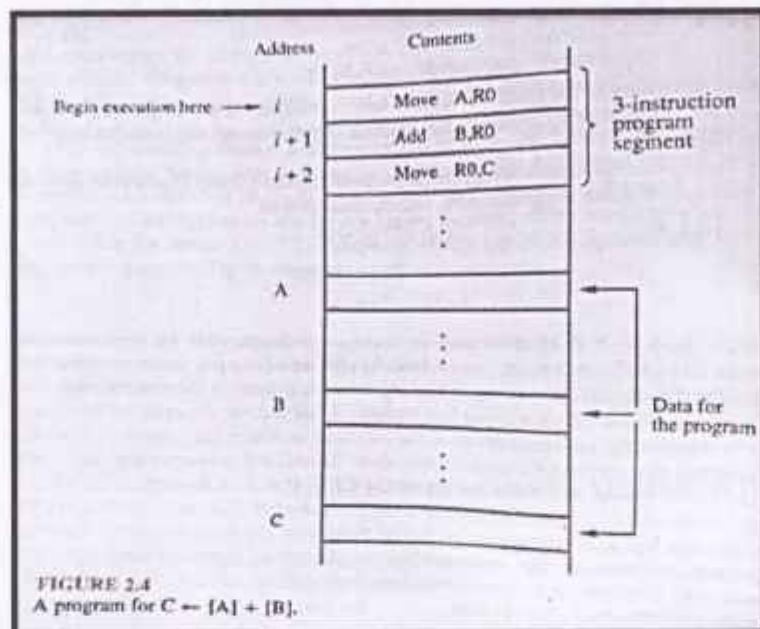 Address Contents
Begin execution here → i Move A,R0
i + 1 Add B,R0
i + 2 Move R0,C
3-instruction
program
segment
A
B
Data for
the program
C
FIGURE 2.4
A program for C ← [A] + [B].